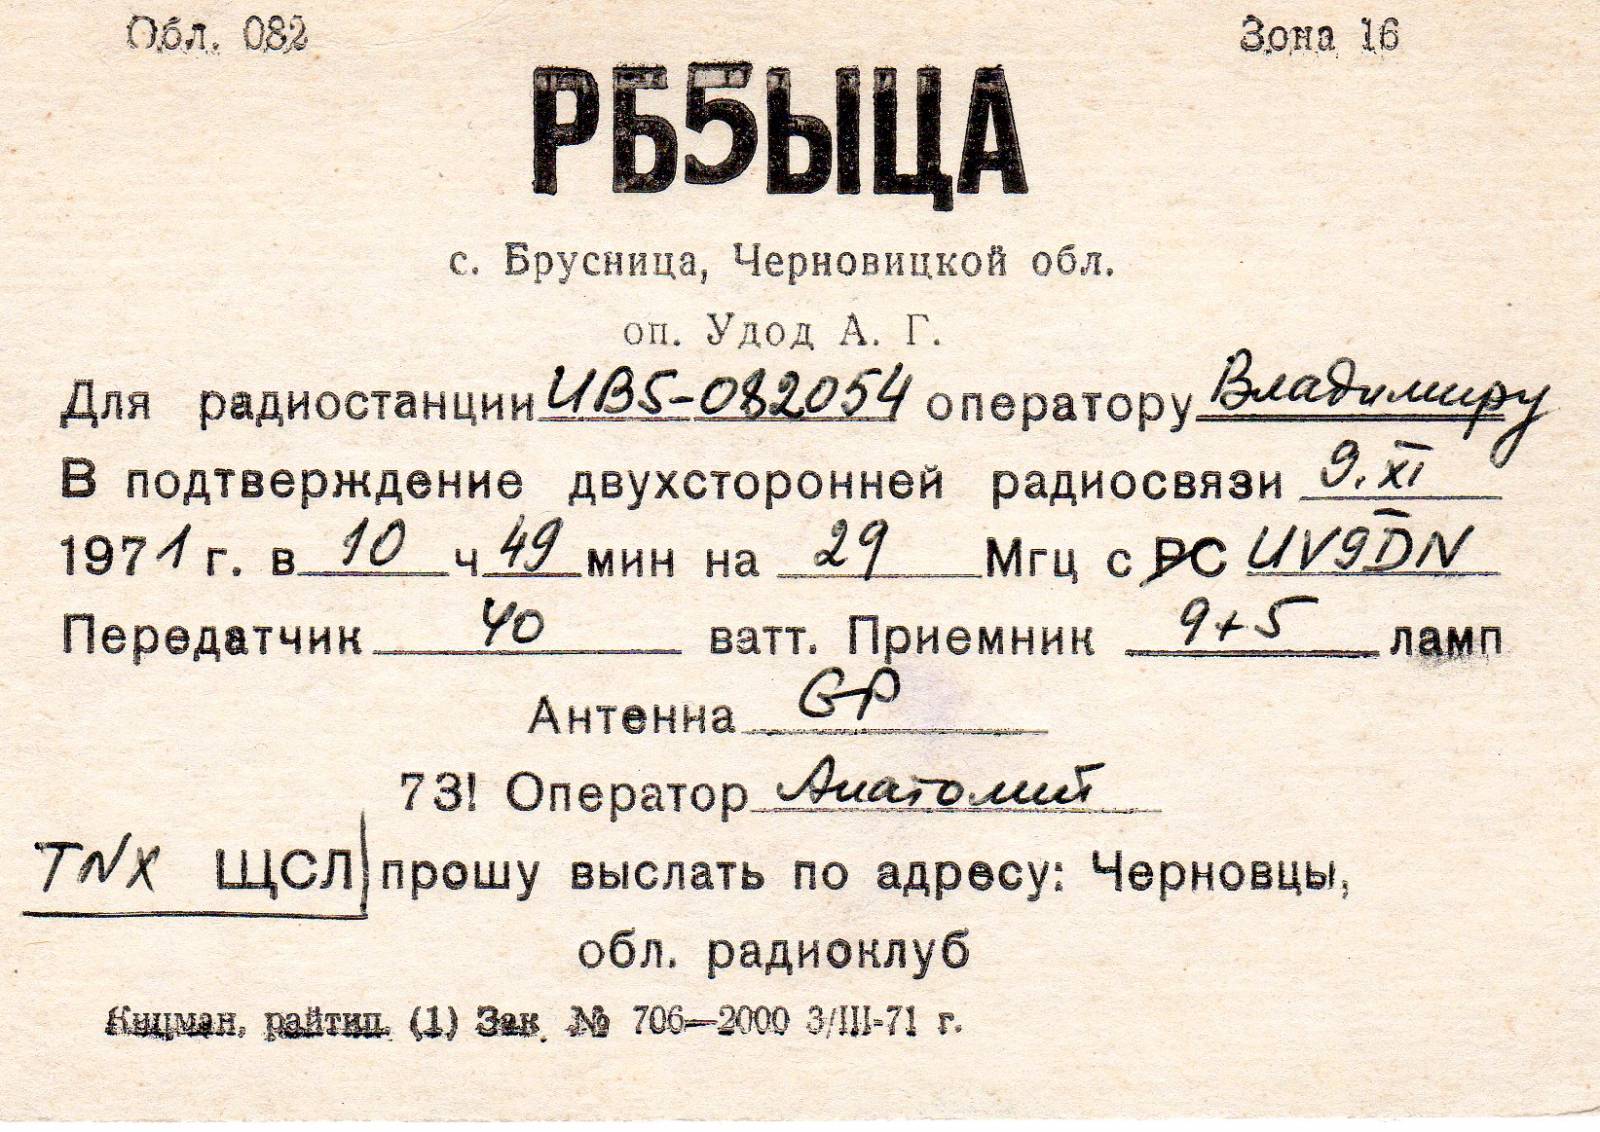 Обл. 082 Зона 16
РБ5ЫЦА
с. Брусница, Черновицкой обл.
оп. Удод А. Г.
Для радиостанции UB5-082054 оператору Владимиру
В подтверждение двухсторонней радиосвязи 9. XI
1971 г. в 10 ч 49 мин на 29 Мгц с РС UV9DN
Передатчик 40 ватт. Приемник 9+5 ламп
Антенна GP
73! Оператор Анатолий
TNX ЩСЛ прошу выслать по адресу: Черновцы,
обл. радиоклуб
Кицман. райтип. (1) Зак. № 706—2000 3/III-71 г.